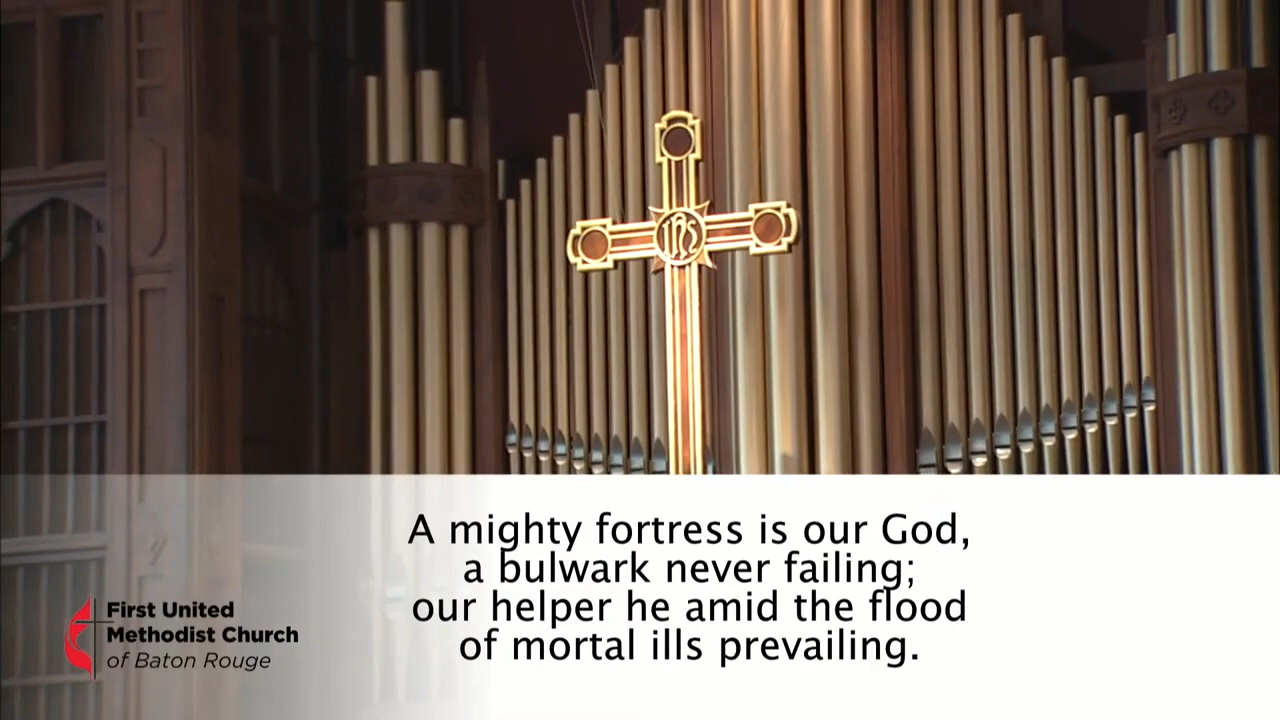 IHS
A mighty fortress is our God,
a bulwark never failing;
our helper he amid the flood
of mortal ills prevailing.
First United
Methodist Church
of Baton Rouge